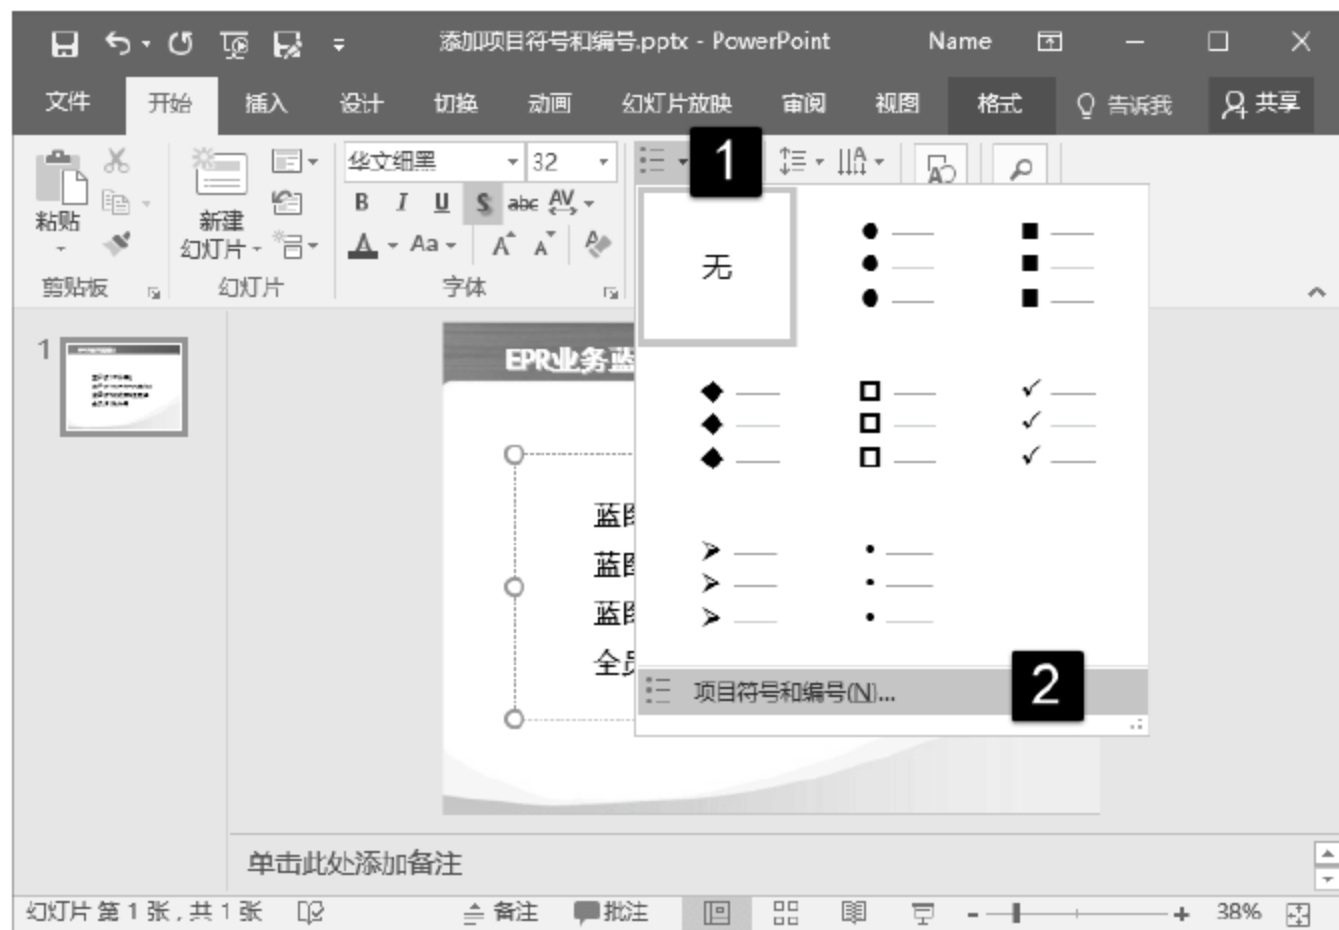 添加项目符号和编号.pptx - PowerPoint Name
文件 开始 插入 设计 切换 动画 幻灯片放映 审阅 视图 格式 告诉我 共享
1
华文细黑 32
粘贴
新建
幻灯片
B I U S abc AV
A Aa A A A
剪贴板 幻灯片 字体
无
1
EPR业务蓝
蓝
蓝
蓝
全
项目符号和编号(N)... 2
单击此处添加备注
幻灯片 第 1 张，共 1 张 备注 批注 38%